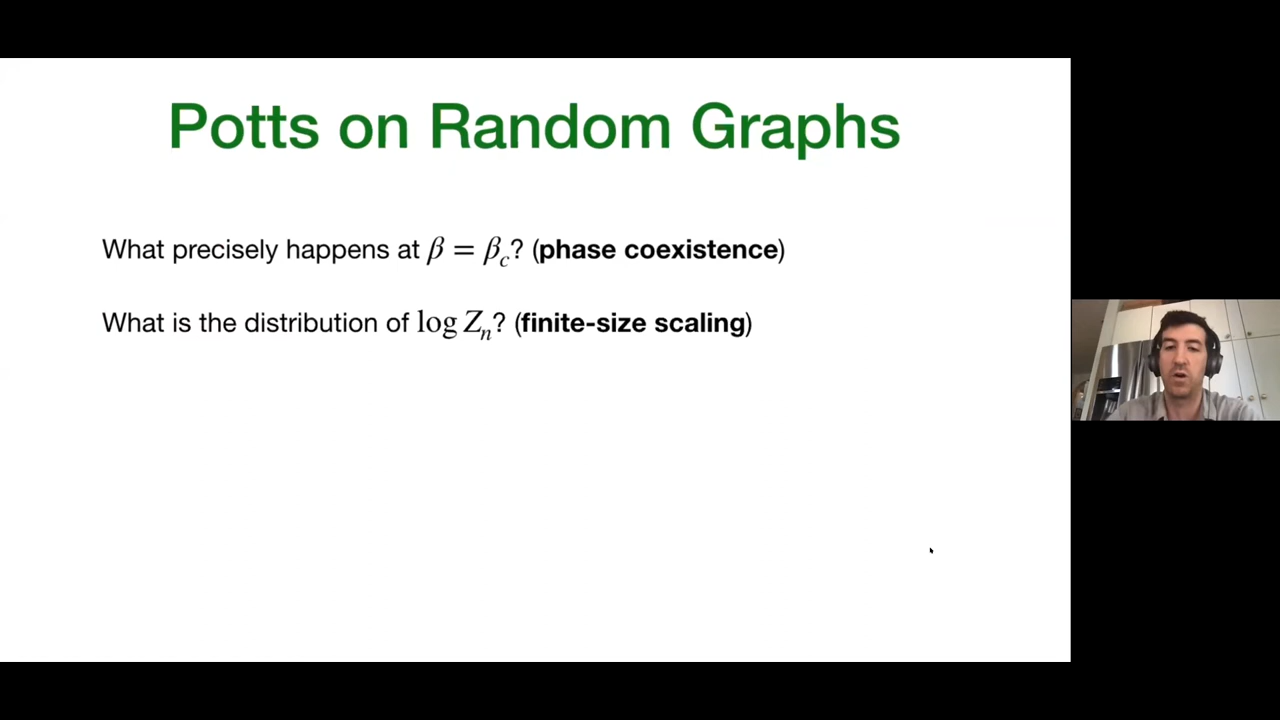 Potts on Random Graphs
What precisely happens at β = β_c? (phase coexistence)
What is the distribution of log Z_n? (finite-size scaling)